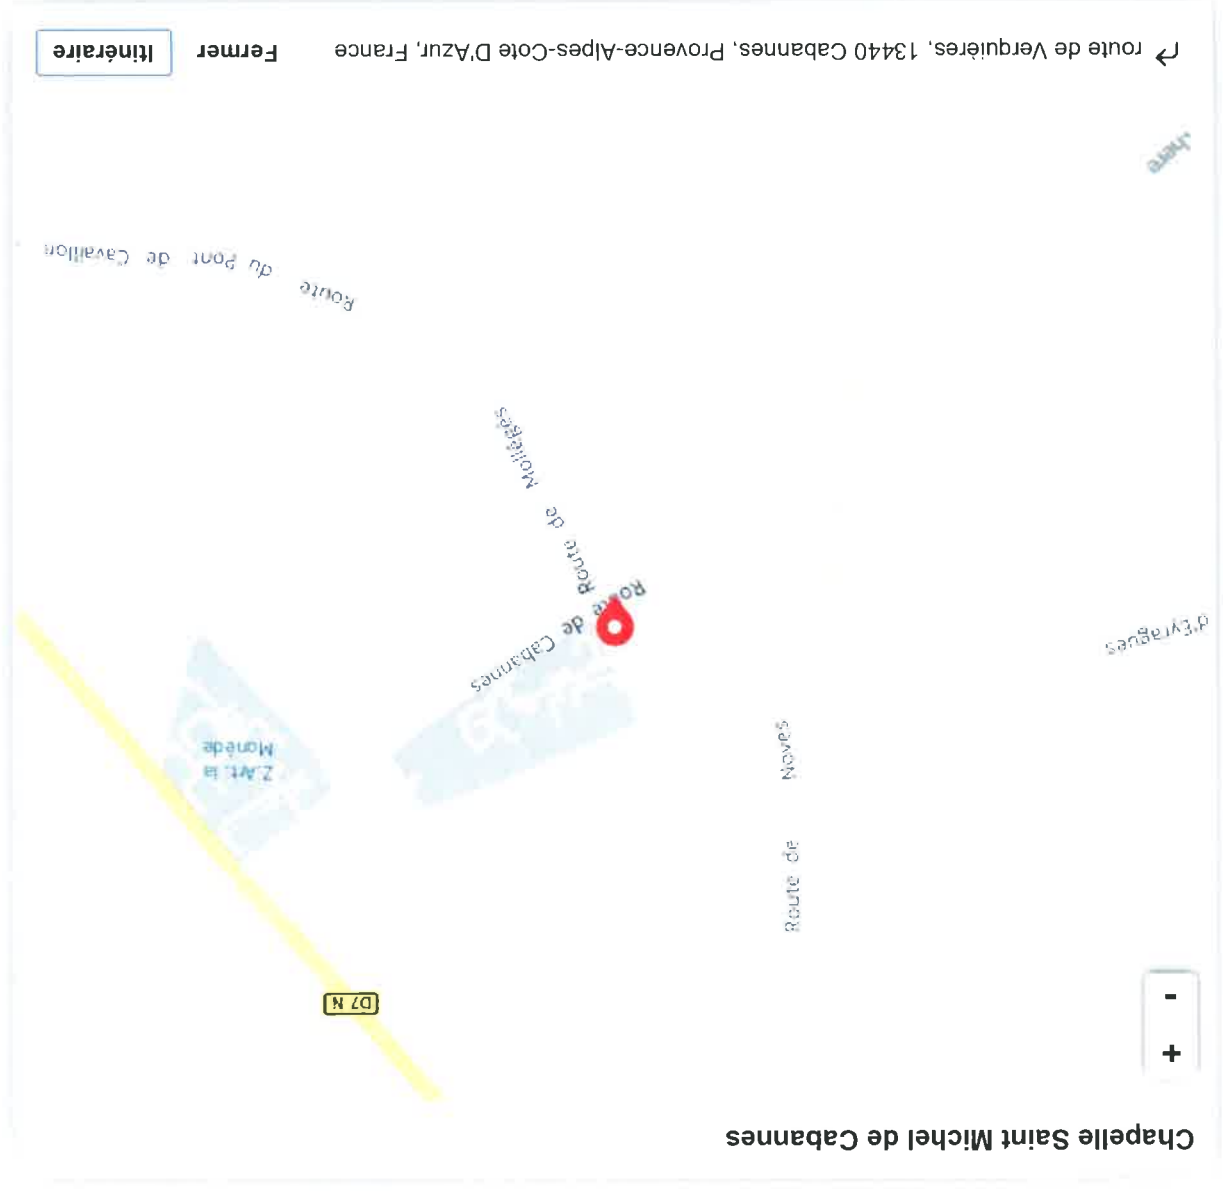 Chapelle Saint Michel de Cabannes
+
-
D7 N
Route de Noves
Z.Art. la
Monède
d'Eyragues
Route de Cabannes
Route de Mollégès
Route du Pont de Cavaillon
here
route de Verquières, 13440 Cabannes, Provence-Alpes-Cote D'Azur, France
Fermer
Itinéraire